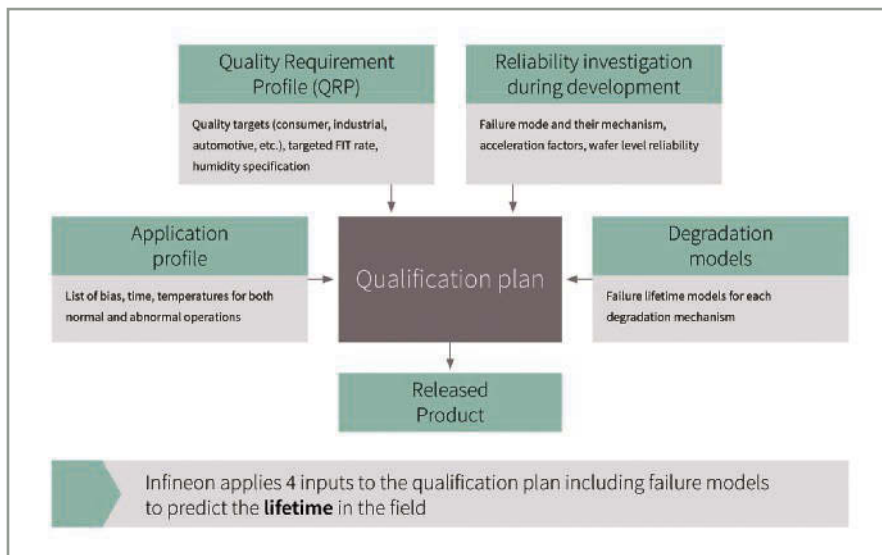 Quality Requirement
Profile (QRP)
Quality targets (consumer, industrial,
automotive, etc.), targeted FIT rate,
humidity specification
Reliability investigation
during development
Failure mode and their mechanism,
acceleration factors, wafer level reliability
Application
profile
List of bias, time, temperatures for both
normal and abnormal operations
Qualification plan
Degradation
models
Failure lifetime models for each
degradation mechanism
Released
Product
Infineon applies 4 inputs to the qualification plan including failure models
to predict the lifetime in the field